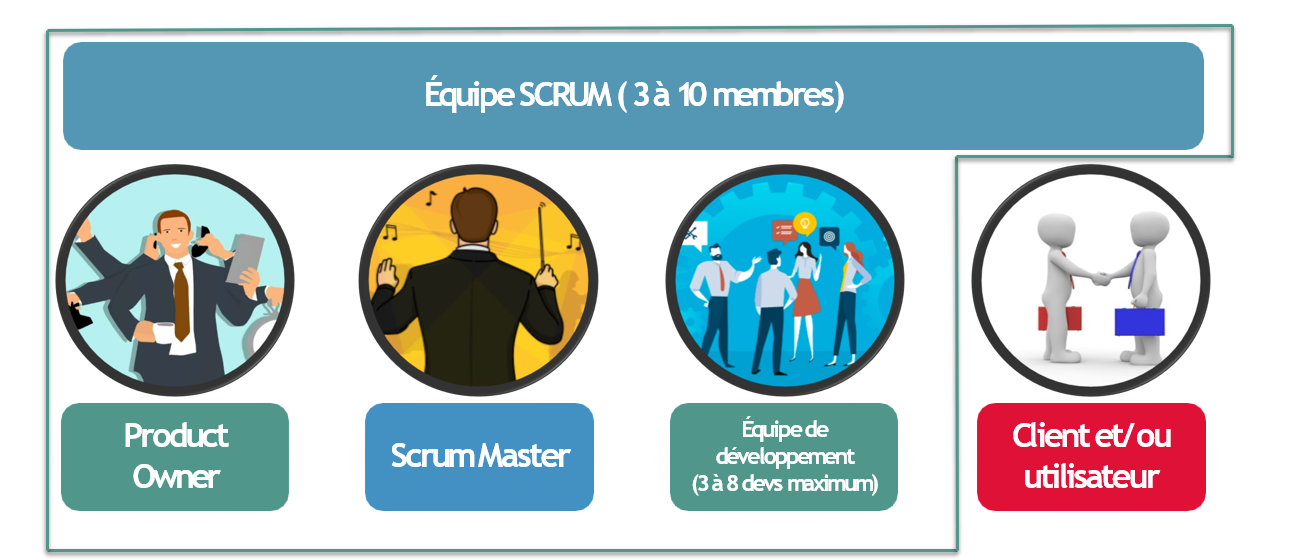 Équipe SCRUM ( 3 à 10 membres)
Product
Owner
Scrum Master
Équipe de
développement
(3 à 8 devs maximum)
Client et/ ou
utilisateur